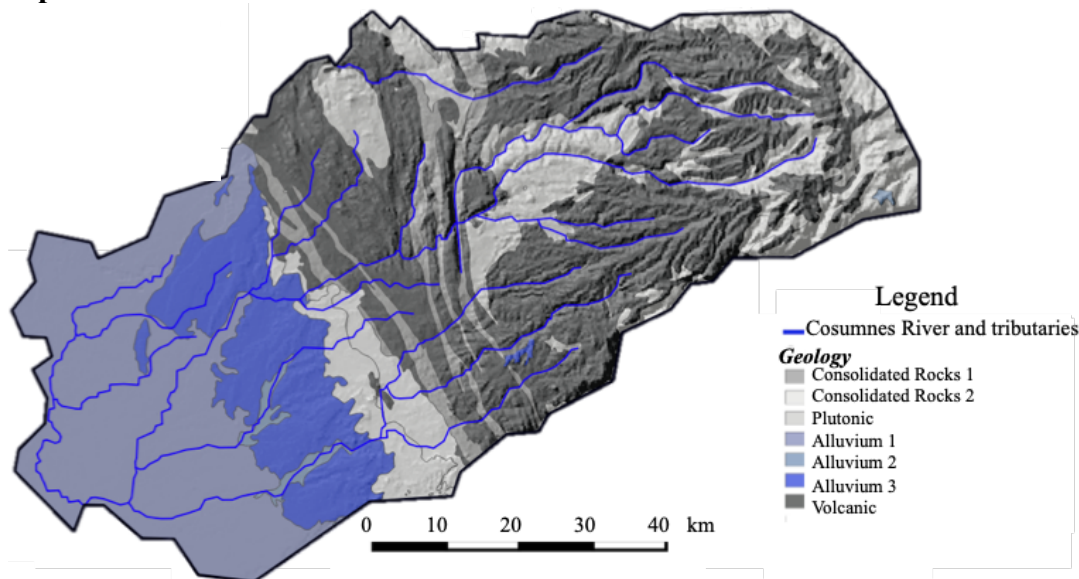 Legend
Cosumnes River and tributaries
Geology
Consolidated Rocks 1
Consolidated Rocks 2
Plutonic
Alluvium 1
Alluvium 2
Alluvium 3
Volcanic
0 10 20 30 40 km